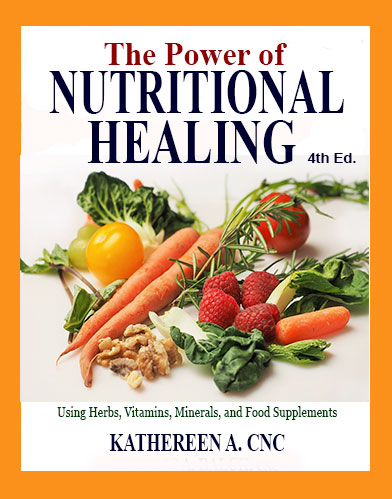 The Power of
NUTRITIONAL
HEALING 4th Ed.
Using Herbs, Vitamins, Minerals, and Food Supplements
KATHEREEN A. CNC